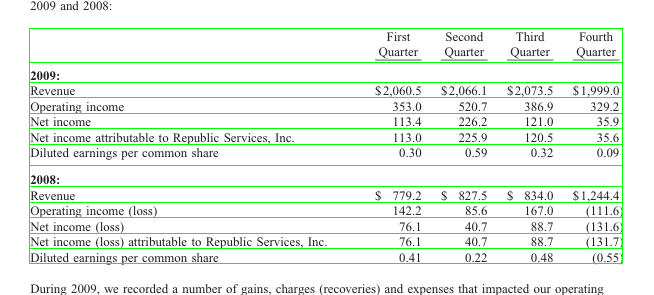 2009 and 2008:
First Second Third Fourth
Quarter Quarter Quarter Quarter
2009:
Revenue $2,060.5 $2,066.1 $2,073.5 $1,999.0
Operating income 353.0 520.7 386.9 329.2
Net income 113.4 226.2 121.0 35.9
Net income attributable to Republic Services, Inc. 113.0 225.9 120.5 35.6
Diluted earnings per common share 0.30 0.59 0.32 0.09
2008:
Revenue $ 779.2 $ 827.5 $ 834.0 $1,244.4
Operating income (loss) 142.2 85.6 167.0 (111.6)
Net income (loss) 76.1 40.7 88.7 (131.6)
Net income (loss) attributable to Republic Services, Inc. 76.1 40.7 88.7 (131.7)
Diluted earnings per common share 0.41 0.22 0.48 (0.55)
During 2009, we recorded a number of gains, charges (recoveries) and expenses that impacted our operating